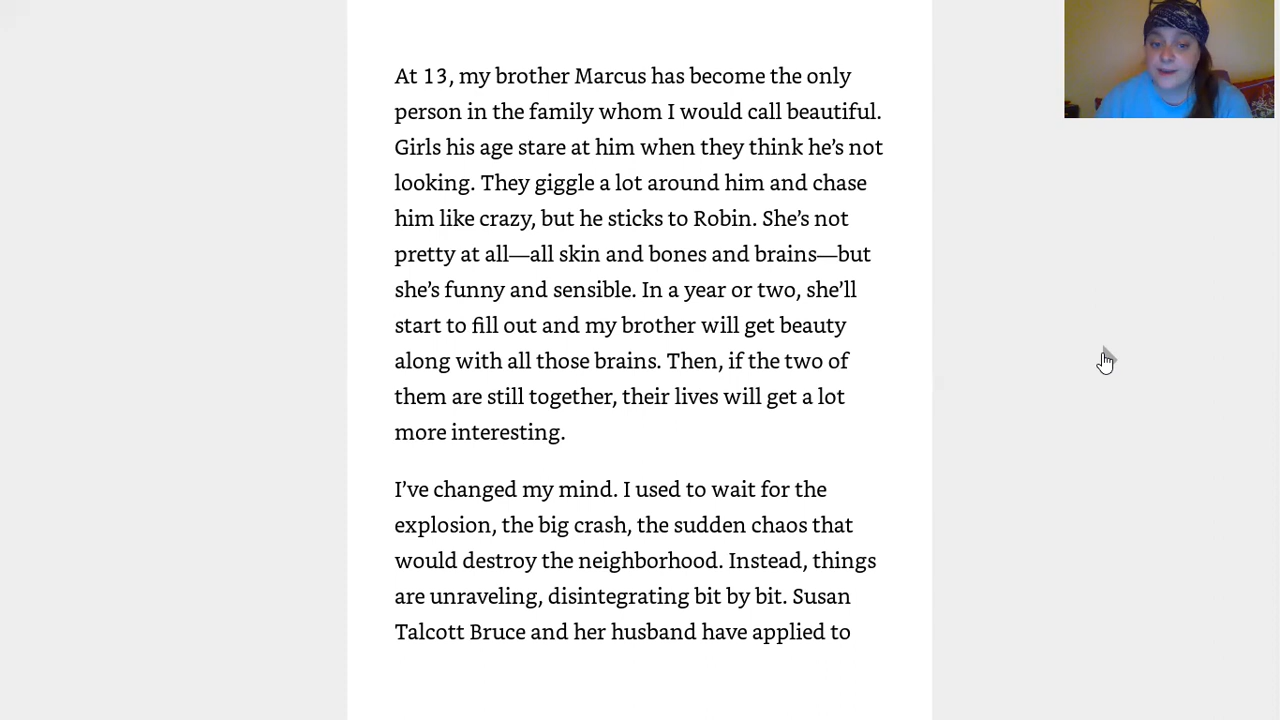 At 13, my brother Marcus has become the only
person in the family whom I would call beautiful.
Girls his age stare at him when they think he’s not
looking. They giggle a lot around him and chase
him like crazy, but he sticks to Robin. She’s not
pretty at all—all skin and bones and brains—but
she’s funny and sensible. In a year or two, she’ll
start to fill out and my brother will get beauty
along with all those brains. Then, if the two of
them are still together, their lives will get a lot
more interesting.
I’ve changed my mind. I used to wait for the
explosion, the big crash, the sudden chaos that
would destroy the neighborhood. Instead, things
are unraveling, disintegrating bit by bit. Susan
Talcott Bruce and her husband have applied to